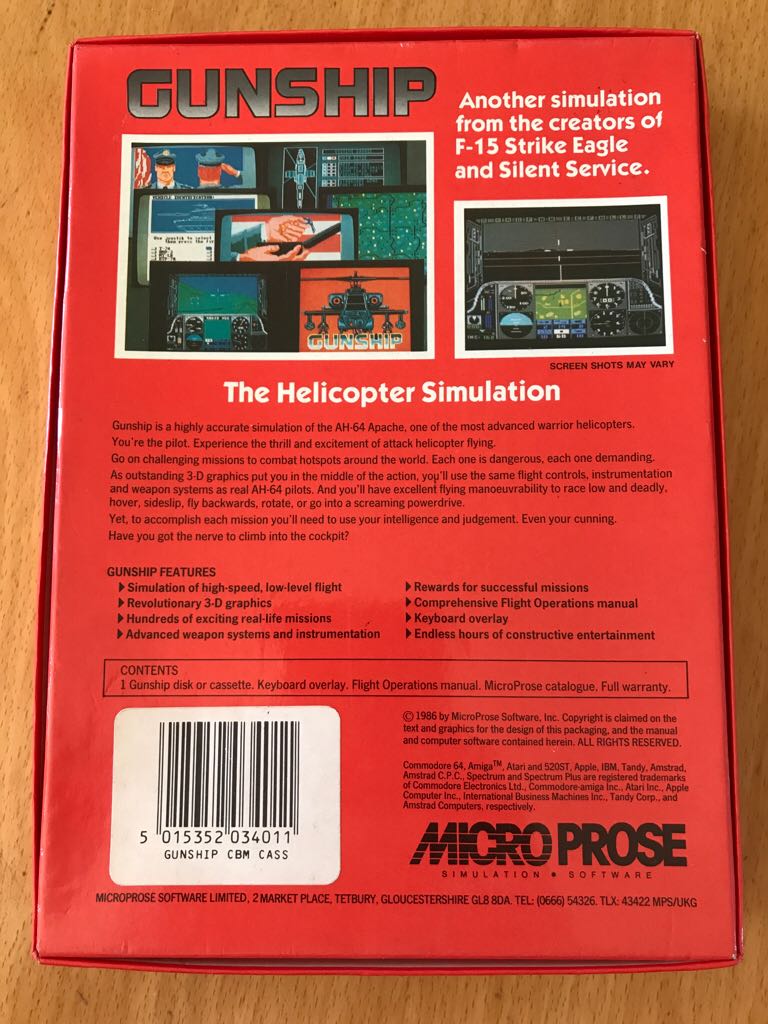 GUNSHIP
Another simulation
from the creators of
F-15 Strike Eagle
and Silent Service.
GUNSHIP
SCREEN SHOTS MAY VARY
The Helicopter Simulation
Gunship is a highly accurate simulation of the AH-64 Apache, one of the most advanced warrior helicopters.
You're the pilot. Experience the thrill and excitement of attack helicopter flying.
Go on challenging missions to combat hotspots around the world. Each one is dangerous, each one demanding.
As outstanding 3-D graphics put you in the middle of the action, you'll use the same flight controls, instrumentation
and weapon systems as real AH-64 pilots. And you'll have excellent flying manoeuvrability to race low and deadly,
hover, sideslip, fly backwards, rotate, or go into a screaming powerdrive.
Yet, to accomplish each mission you'll need to use your intelligence and judgement. Even your cunning.
Have you got the nerve to climb into the cockpit?
GUNSHIP FEATURES
Simulation of high-speed, low-level flight
Revolutionary 3-D graphics
Hundreds of exciting real-life missions
Advanced weapon systems and instrumentation
Rewards for successful missions
Comprehensive Flight Operations manual
Keyboard overlay
Endless hours of constructive entertainment
CONTENTS
1 Gunship disk or cassette. Keyboard overlay. Flight Operations manual. MicroProse catalogue. Full warranty.
© 1986 by MicroProse Software, Inc. Copyright is claimed on the
text and graphics for the design of this packaging, and the manual
and computer software contained herein. ALL RIGHTS RESERVED.
Commodore 64, Amiga™, Atari and 520ST, Apple, IBM, Tandy, Amstrad,
Amstrad C.P.C., Spectrum and Spectrum Plus are registered trademarks
of Commodore Electronics Ltd., Commodore-amiga Inc., Atari Inc., Apple
Computer Inc., International Business Machines Inc., Tandy Corp., and
Amstrad Computers, respectively.
5 015352 034011
GUNSHIP CBM CASS
MICRO PROSE
SIMULATION • SOFTWARE
MICROPROSE SOFTWARE LIMITED, 2 MARKET PLACE, TETBURY, GLOUCESTERSHIRE GL8 8DA. TEL: (0666) 54326. TLX: 43422 MPS/UKG